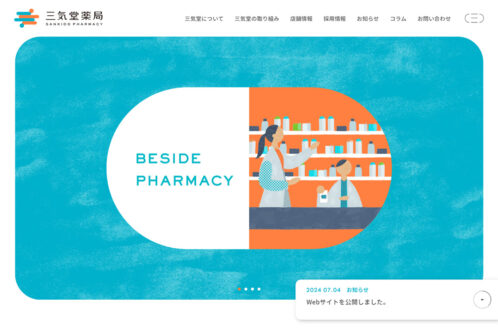 三気堂薬局
SANKIDO PHARMACY
三気堂について 三気堂の取り組み 店舗情報 採用情報 お知らせ コラム お問い合わせ
BESIDE
PHARMACY
2024.07.04 お知らせ
Webサイトを公開しました。